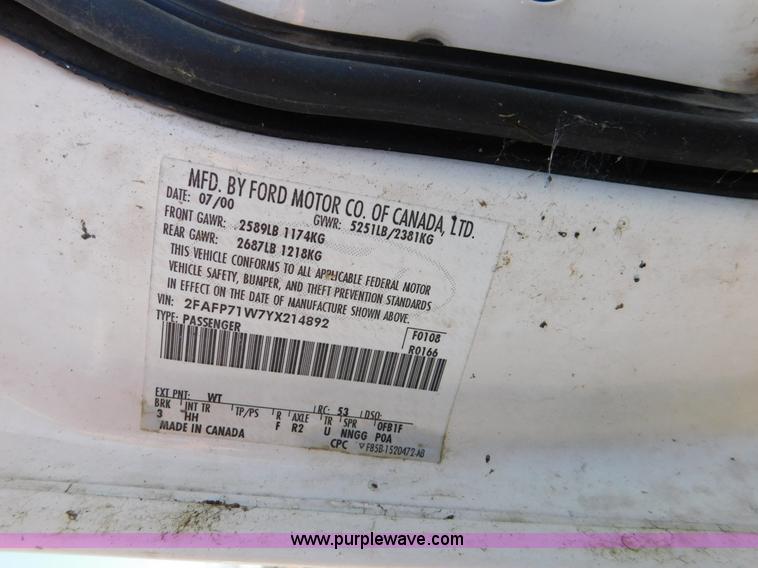 MFD. BY FORD MOTOR CO. OF CANADA, LTD.
DATE: 07/00 GVWR: 5251LB/2381KG
FRONT GAWR: 2589LB 1174KG
REAR GAWR: 2687LB 1218KG
THIS VEHICLE CONFORMS TO ALL APPLICABLE FEDERAL MOTOR
VEHICLE SAFETY, BUMPER, AND THEFT PREVENTION STANDARDS
IN EFFECT ON THE DATE OF MANUFACTURE SHOWN ABOVE.
VIN: 2FAFP71W7YX214892
TYPE: PASSENGER
F0108
R0166
EXT PNT: WT RC: 53 DSO:
BRK INT TR TP/PS R AXLE TR SPR 0FB1F
3 HH F R2 U NNGG POA
MADE IN CANADA CPC F85B-1520472-AB
www.purplewave.com